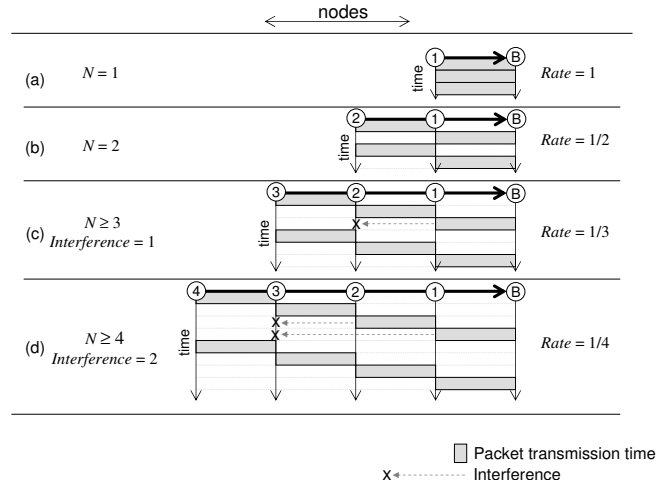 nodes
(a) N = 1 time 1 B Rate = 1
(b) N = 2 time 2 1 B Rate = 1/2
(c) N ≥ 3 Interference = 1 time 3 2 1 B x Rate = 1/3
(d) N ≥ 4 Interference = 2 time 4 3 2 1 B x x Rate = 1/4
Packet transmission time
x Interference